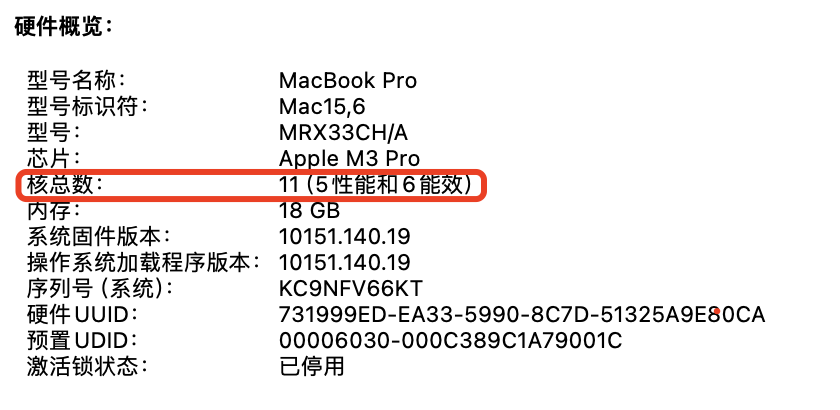 硬件概览：
型号名称： MacBook Pro
型号标识符： Mac15,6
型号： MRX33CH/A
芯片： Apple M3 Pro
核总数： 11（5性能和6能效）
内存： 18 GB
系统固件版本： 10151.140.19
操作系统加载程序版本： 10151.140.19
序列号（系统）： KC9NFV66KT
硬件UUID： 731999ED-EA33-5990-8C7D-51325A9E80CA
预置UDID： 00006030-000C389C1A79001C
激活锁状态： 已停用